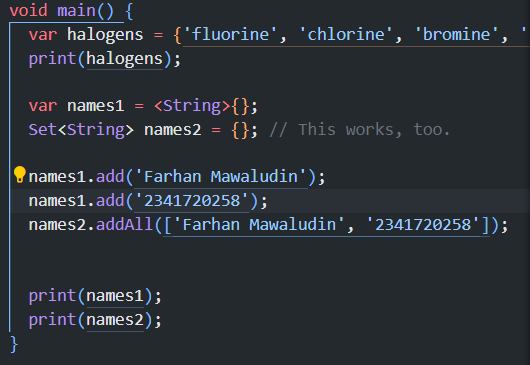 void main() {
var halogens = {'fluorine', 'chlorine', 'bromine', '
print(halogens);
var names1 = <String>{};
Set<String> names2 = {}; // This works, too.
names1.add('Farhan Mawaludin');
names1.add('2341720258');
names2.addAll(['Farhan Mawaludin', '2341720258']);
print(names1);
print(names2);
}